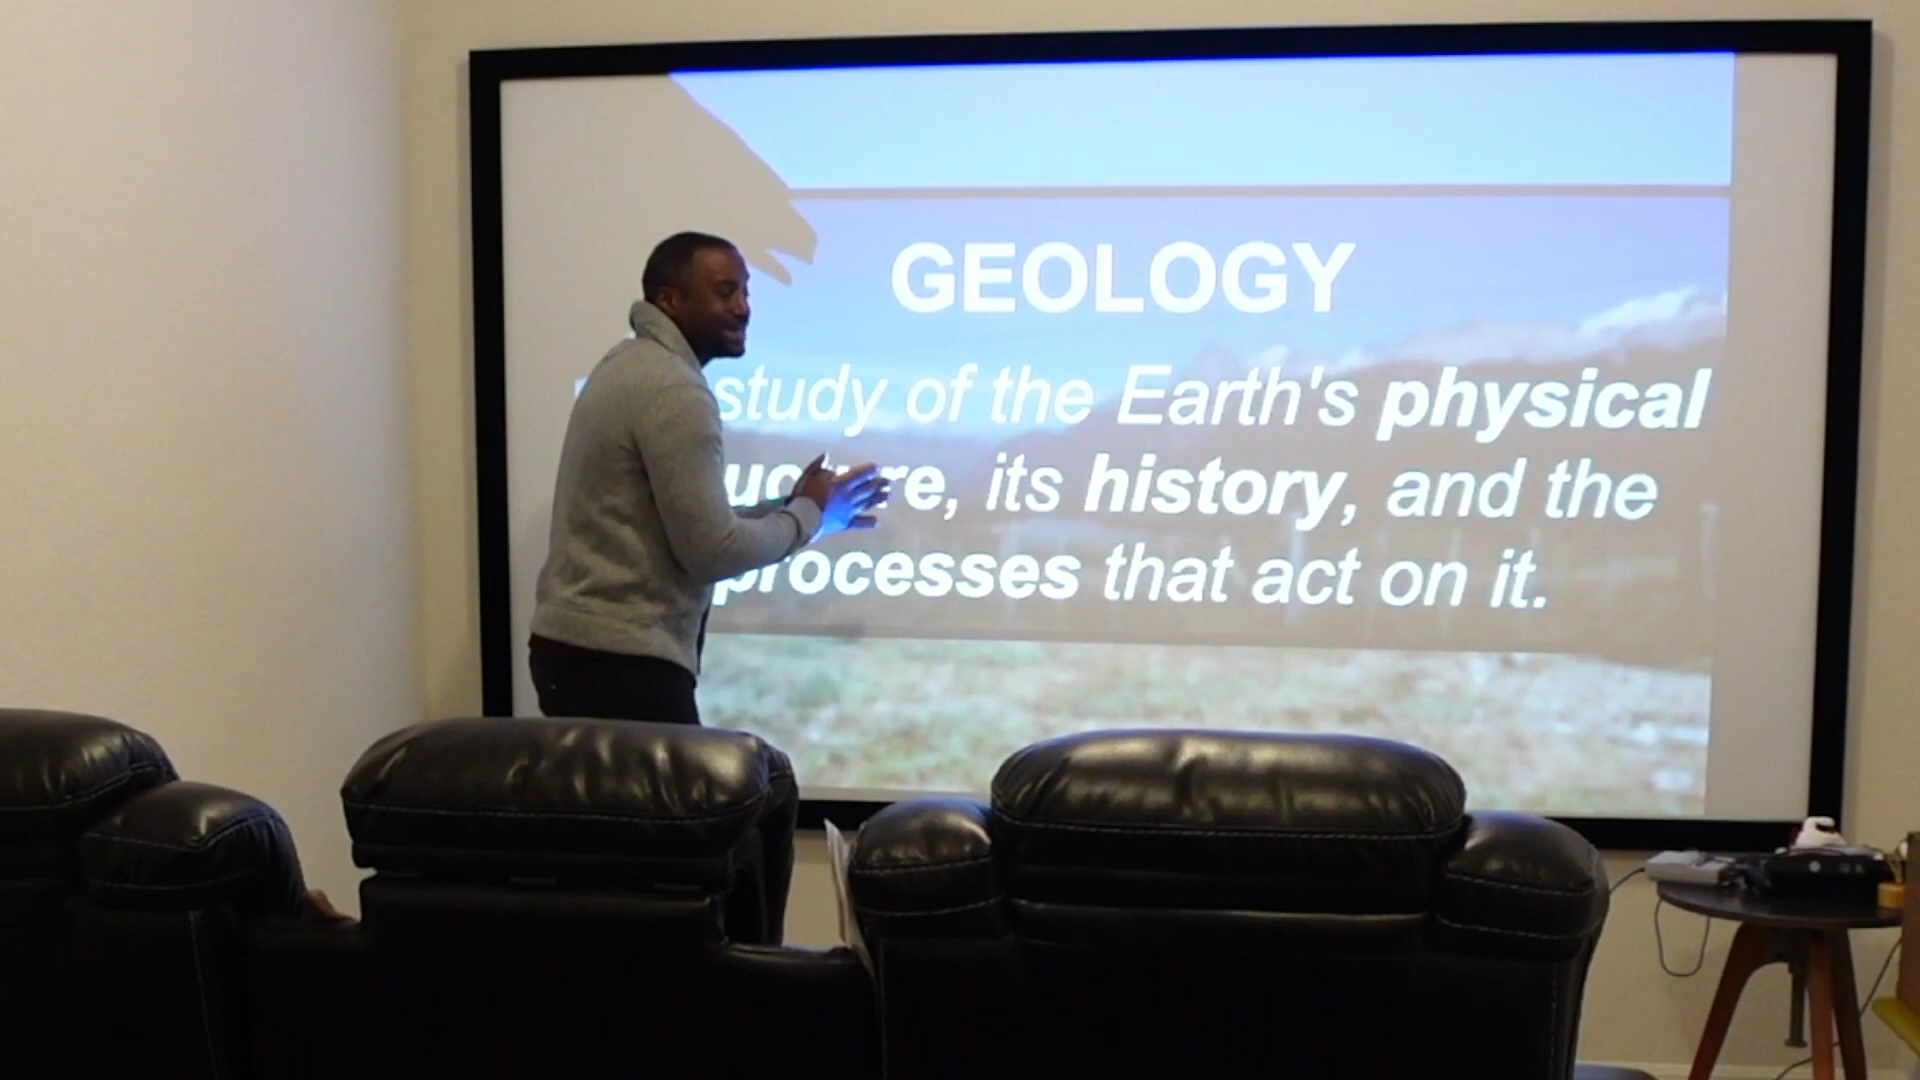 GEOLOGY
study of the Earth's physical
its history, and the
processes that act on it.